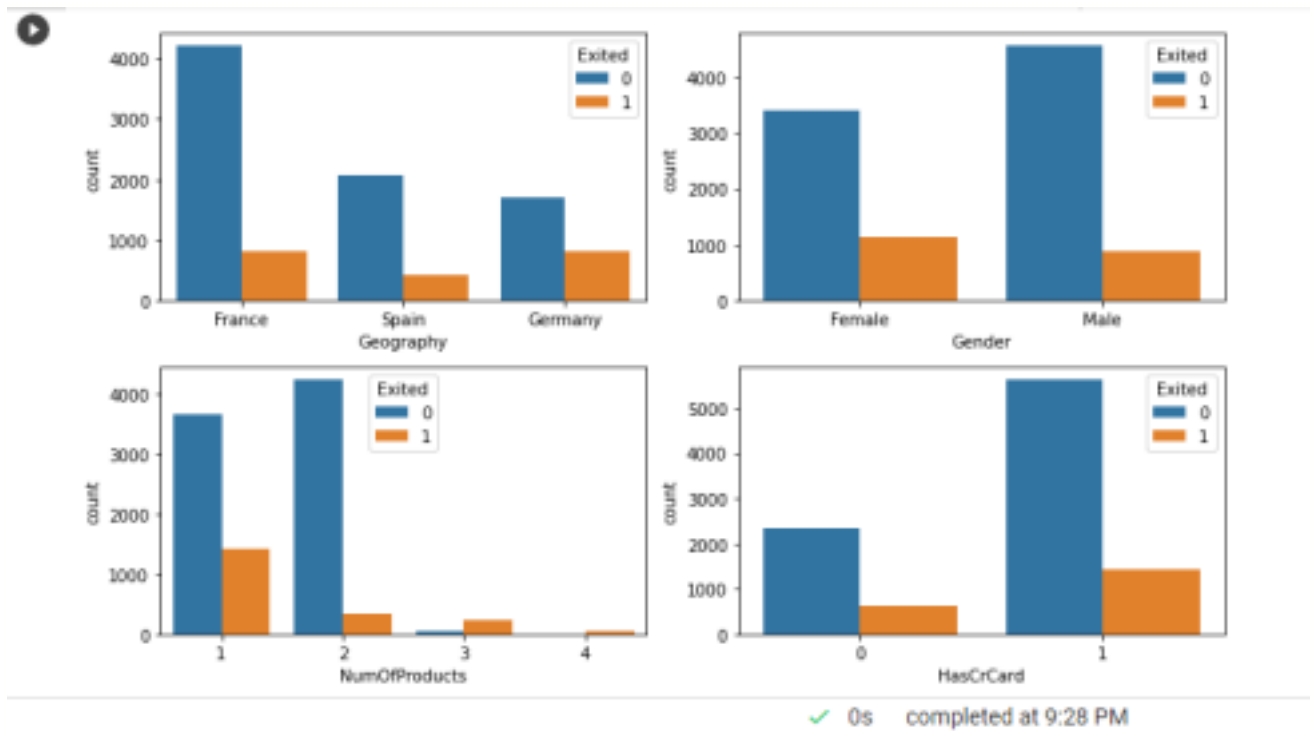 Exited
0
1
4000
3000
2000
1000
0
count
France Spain Germany
Geography
Exited
0
1
4000
3000
2000
1000
0
count
Female Male
Gender
Exited
0
1
4000
3000
2000
1000
0
count
1 2 3 4
NumOfProducts
Exited
0
1
5000
4000
3000
2000
1000
0
count
0 1
HasCrCard
0s completed at 9:28 PM